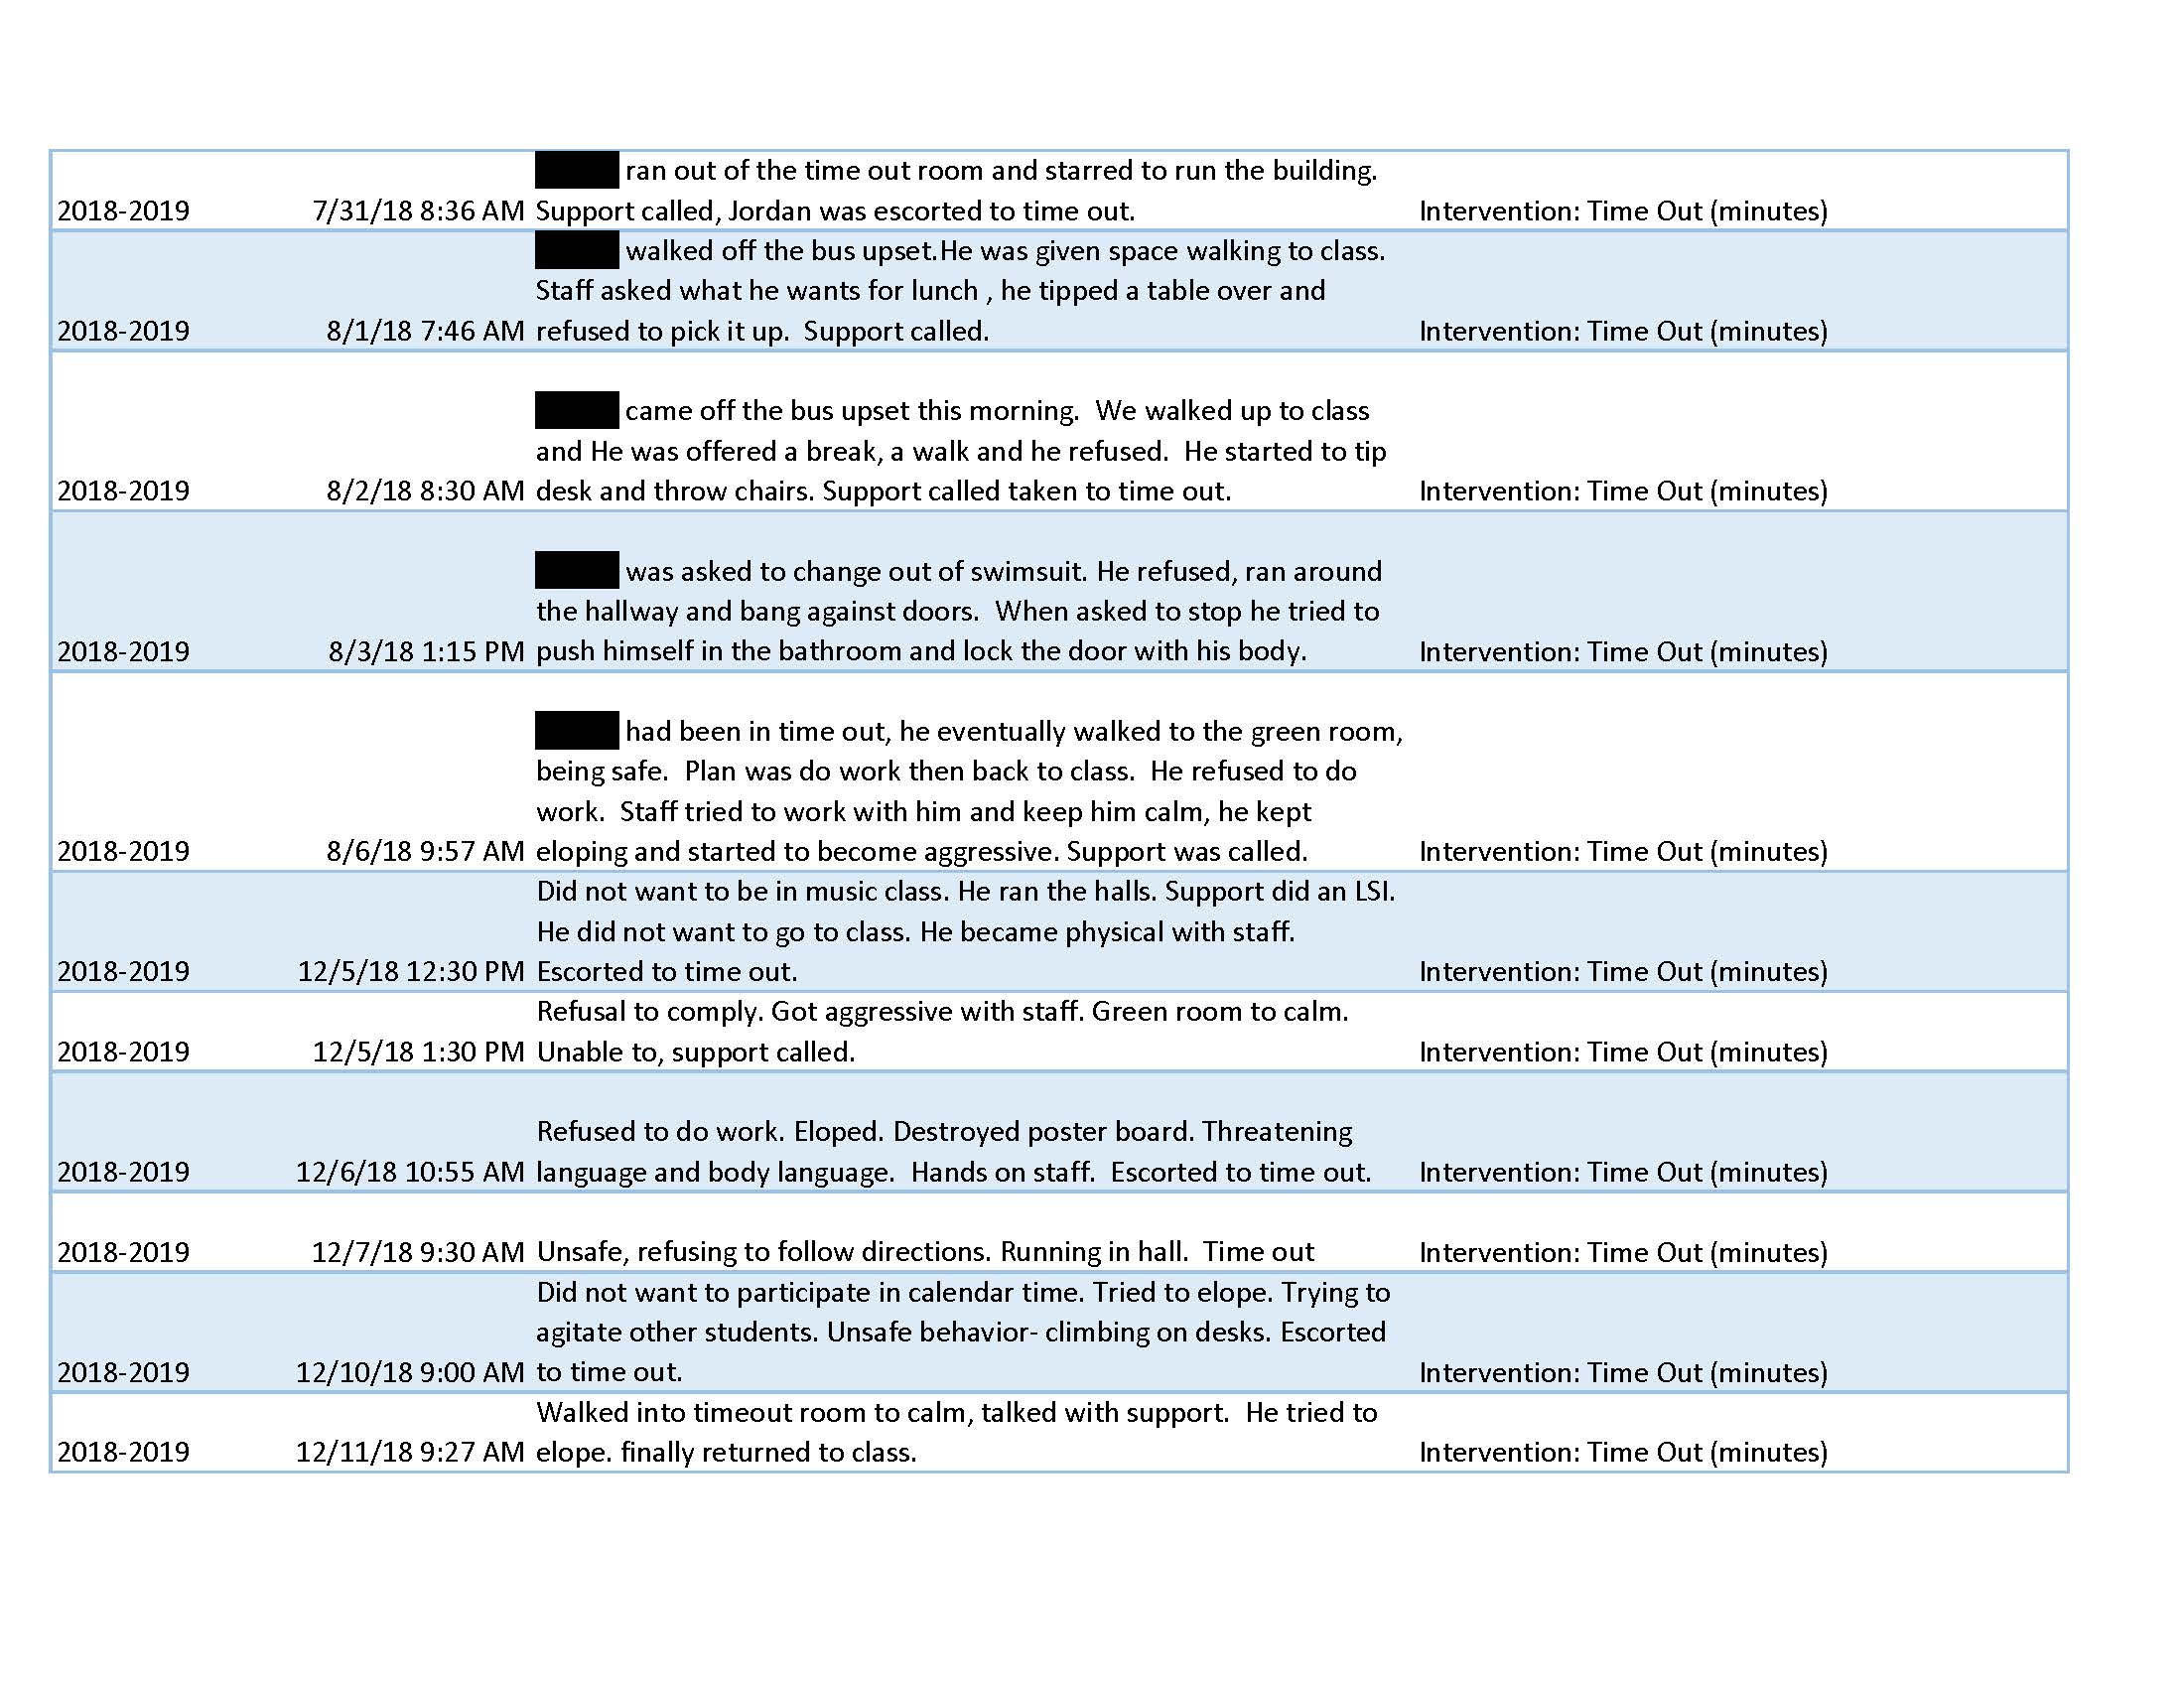 ran out of the time out room and starred to run the building.
2018-2019 7/31/18 8:36 AM Support called, Jordan was escorted to time out. Intervention: Time Out (minutes)
walked off the bus upset.He was given space walking to class.
Staff asked what he wants for lunch , he tipped a table over and
2018-2019 8/1/18 7:46 AM refused to pick it up.  Support called. Intervention: Time Out (minutes)
came off the bus upset this morning.  We walked up to class
and He was offered a break, a walk and he refused.  He started to tip
2018-2019 8/2/18 8:30 AM desk and throw chairs. Support called taken to time out. Intervention: Time Out (minutes)
was asked to change out of swimsuit. He refused, ran around
the hallway and bang against doors.  When asked to stop he tried to
2018-2019 8/3/18 1:15 PM push himself in the bathroom and lock the door with his body. Intervention: Time Out (minutes)
had been in time out, he eventually walked to the green room,
being safe.  Plan was do work then back to class.  He refused to do
work.  Staff tried to work with him and keep him calm, he kept
2018-2019 8/6/18 9:57 AM eloping and started to become aggressive. Support was called. Intervention: Time Out (minutes)
Did not want to be in music class. He ran the halls. Support did an LSI.
He did not want to go to class. He became physical with staff.
2018-2019 12/5/18 12:30 PM Escorted to time out. Intervention: Time Out (minutes)
Refusal to comply. Got aggressive with staff. Green room to calm.
2018-2019 12/5/18 1:30 PM Unable to, support called. Intervention: Time Out (minutes)
Refused to do work. Eloped. Destroyed poster board. Threatening
2018-2019 12/6/18 10:55 AM language and body language.  Hands on staff.  Escorted to time out. Intervention: Time Out (minutes)
2018-2019 12/7/18 9:30 AM Unsafe, refusing to follow directions. Running in hall.  Time out Intervention: Time Out (minutes)
Did not want to participate in calendar time. Tried to elope. Trying to
agitate other students. Unsafe behavior- climbing on desks. Escorted
2018-2019 12/10/18 9:00 AM to time out. Intervention: Time Out (minutes)
Walked into timeout room to calm, talked with support.  He tried to
2018-2019 12/11/18 9:27 AM elope. finally returned to class. Intervention: Time Out (minutes)